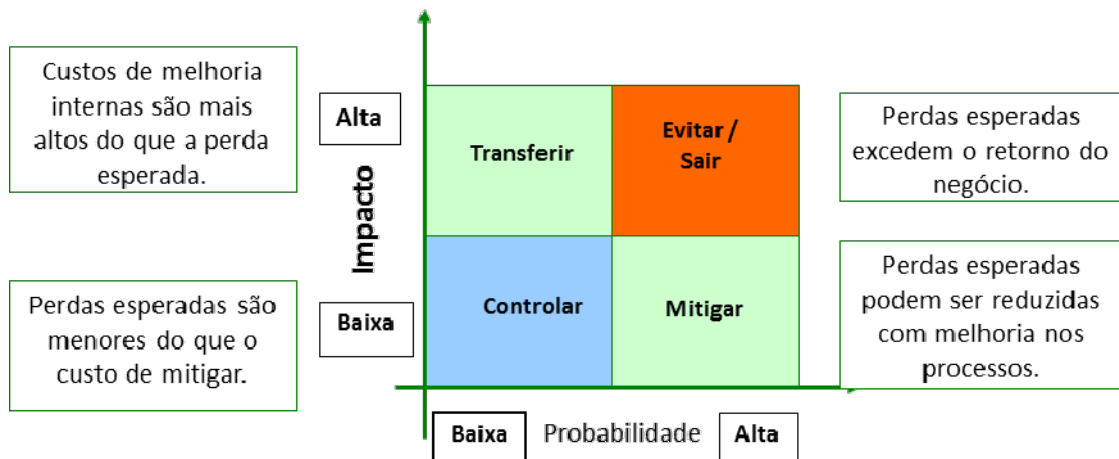 Custos de melhoria
internas são mais
altos do que a perda
esperada.
Perdas esperadas são
menores do que o
custo de mitigar.
Alta
Impacto
Baixa
Transferir
Evitar /
Sair
Controlar
Mitigar
Baixa
Probabilidade
Alta
Perdas esperadas
excedem o retorno do
negócio.
Perdas esperadas
podem ser reduzidas
com melhoria nos
processos.